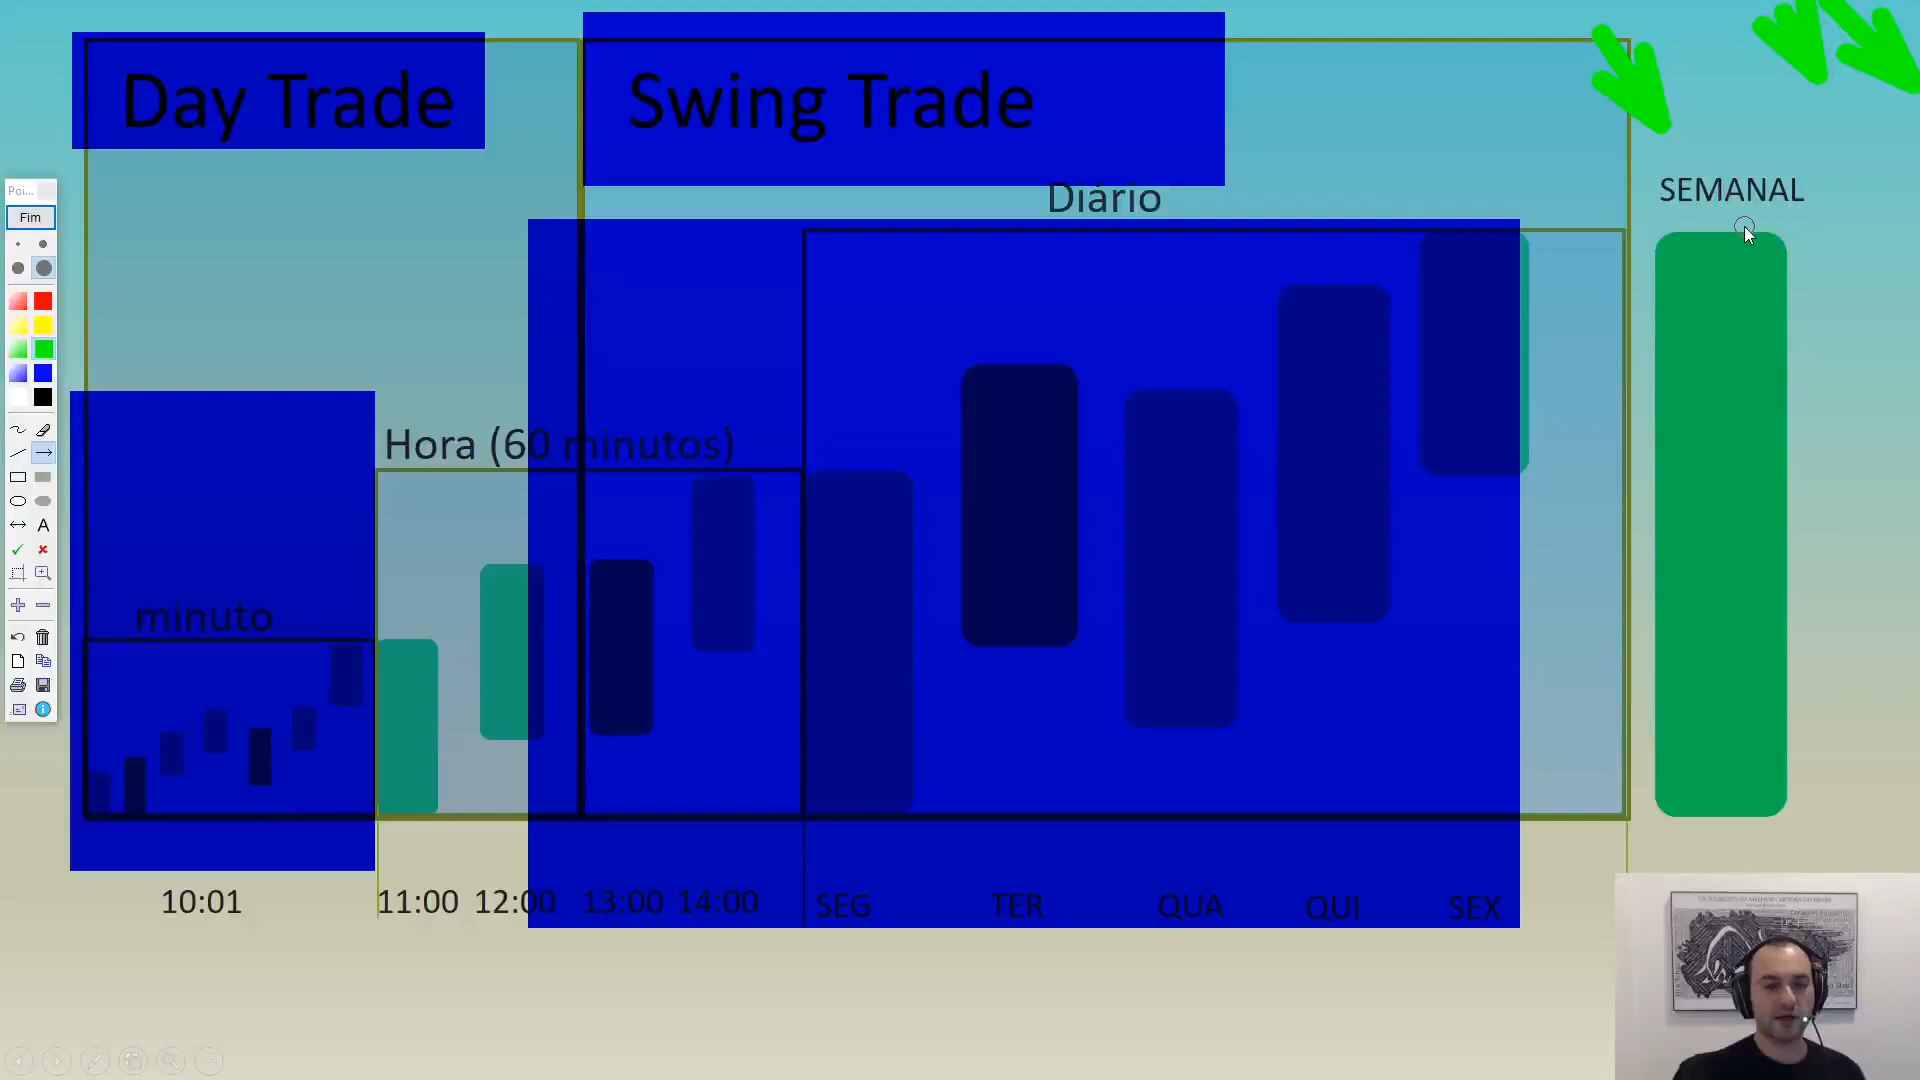 Day Trade
Swing Trade
Diário
SEMANAL
Poi...
Fim
Hora (60 minutos)
minuto
A
10:01
11:00
12:00
13:00
14:00
SEG
TER
QUA
QUI
SEX